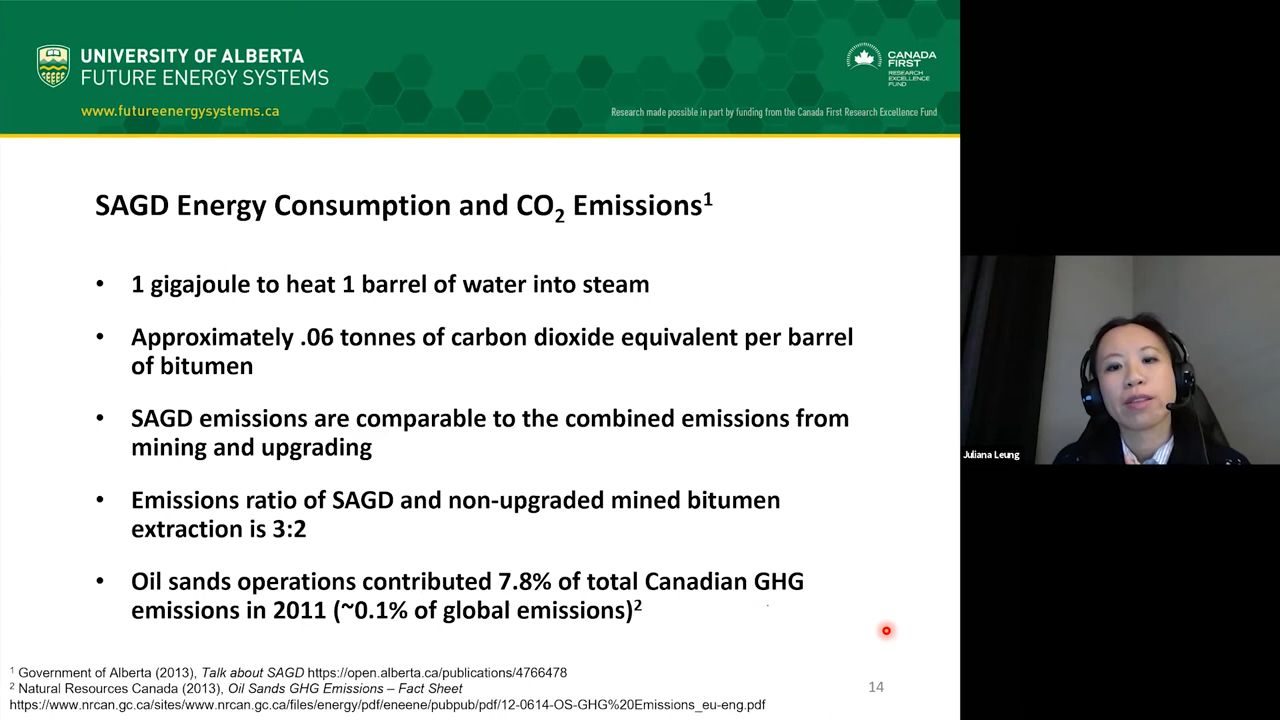 UNIVERSITY OF ALBERTA
FUTURE ENERGY SYSTEMS
www.futureenergysystems.ca
CANADA
FIRST
RESEARCH
EXCELLENCE
FUND
Research made possible in part by funding from the Canada First Research Excellence Fund
SAGD Energy Consumption and CO₂ Emissions¹
• 1 gigajoule to heat 1 barrel of water into steam
• Approximately .06 tonnes of carbon dioxide equivalent per barrel
of bitumen
• SAGD emissions are comparable to the combined emissions from
mining and upgrading
• Emissions ratio of SAGD and non-upgraded mined bitumen
extraction is 3:2
• Oil sands operations contributed 7.8% of total Canadian GHG
emissions in 2011 (~0.1% of global emissions)²
¹ Government of Alberta (2013), Talk about SAGD https://open.alberta.ca/publications/4766478
² Natural Resources Canada (2013), Oil Sands GHG Emissions – Fact Sheet
https://www.nrcan.gc.ca/sites/www.nrcan.gc.ca/files/energy/pdf/eneene/pubpub/pdf/12-0614-OS-GHG%20Emissions_eu-eng.pdf
14
Juliana Leung